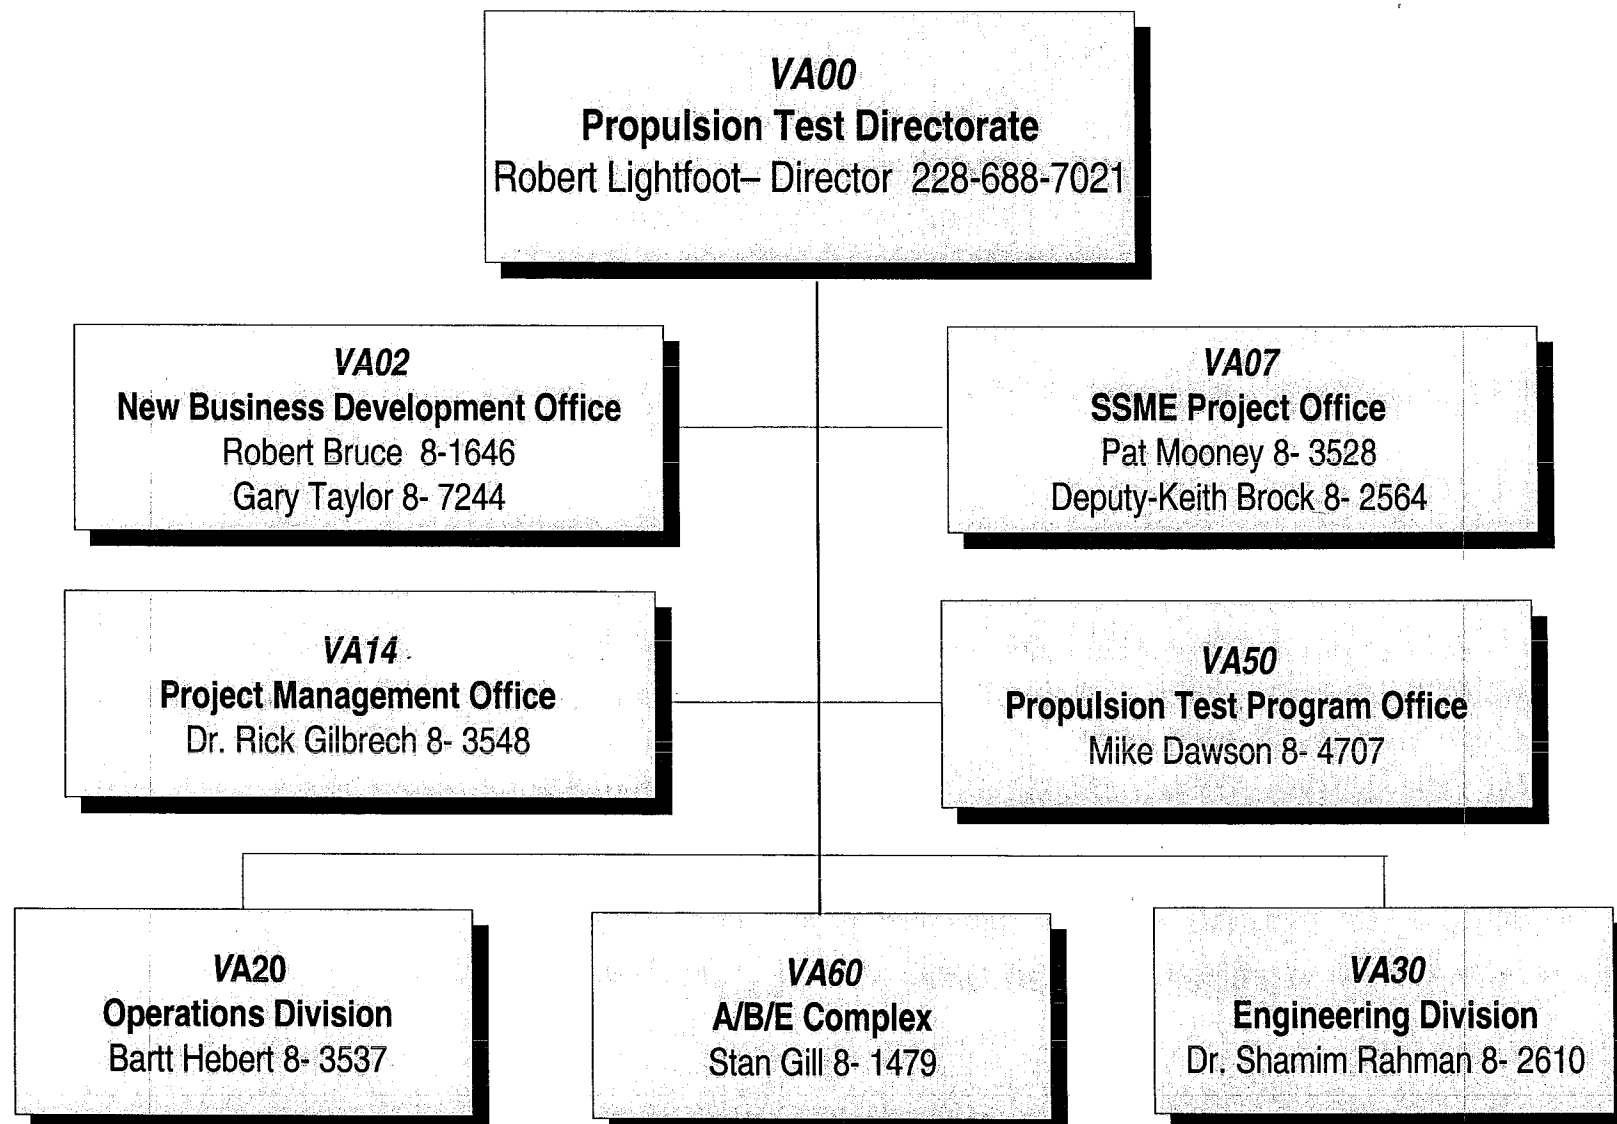 VA00
Propulsion Test Directorate
Robert Lightfoot– Director 228-688-7021
VA02
New Business Development Office
Robert Bruce 8-1646
Gary Taylor 8- 7244
VA07
SSME Project Office
Pat Mooney 8- 3528
Deputy-Keith Brock 8- 2564
VA14
Project Management Office
Dr. Rick Gilbrech 8- 3548
VA50
Propulsion Test Program Office
Mike Dawson 8- 4707
VA20
Operations Division
Bartt Hebert 8- 3537
VA60
A/B/E Complex
Stan Gill 8- 1479
VA30
Engineering Division
Dr. Shamim Rahman 8- 2610